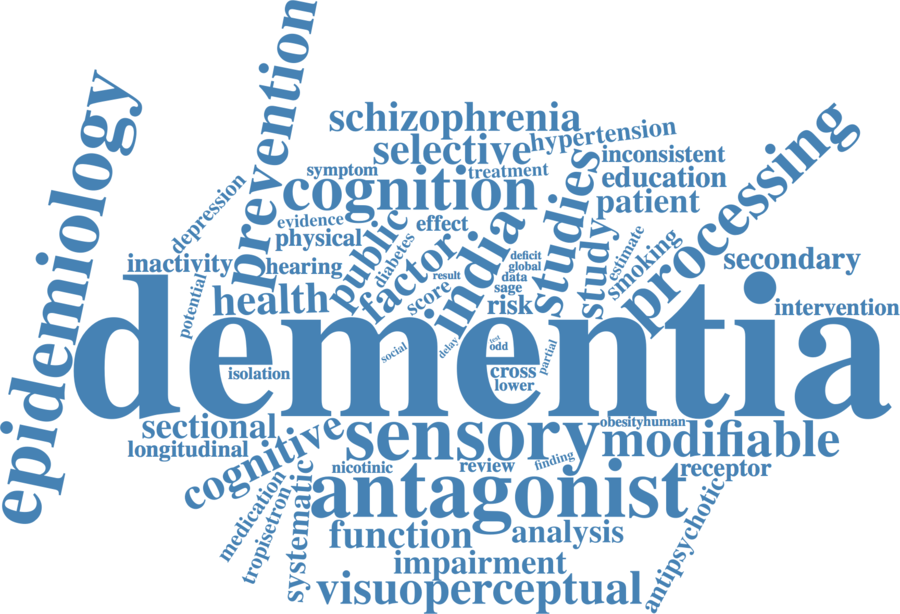 prevention
epidemiology
schizophrenia
hypertension
processing
selective
inconsistent
symptom
treatment
education
cognition
patient
depression
evidence
effect
studies
physical
public
india
inactivity
hearing
diabetes
factor
deficit
global
estimate
secondary
result
data
study
smoking
potential
health
score
sage
risk
intervention
dementia
social
delay
test
odd
partial
isolation
cross
lower
sectional
cognitive
sensory
obesity
human
modifiable
longitudinal
nicotinic
review
finding
receptor
medication
tropisetron
systematic
antagonist
antipsychotic
function
analysis
impairment
visuoperceptual